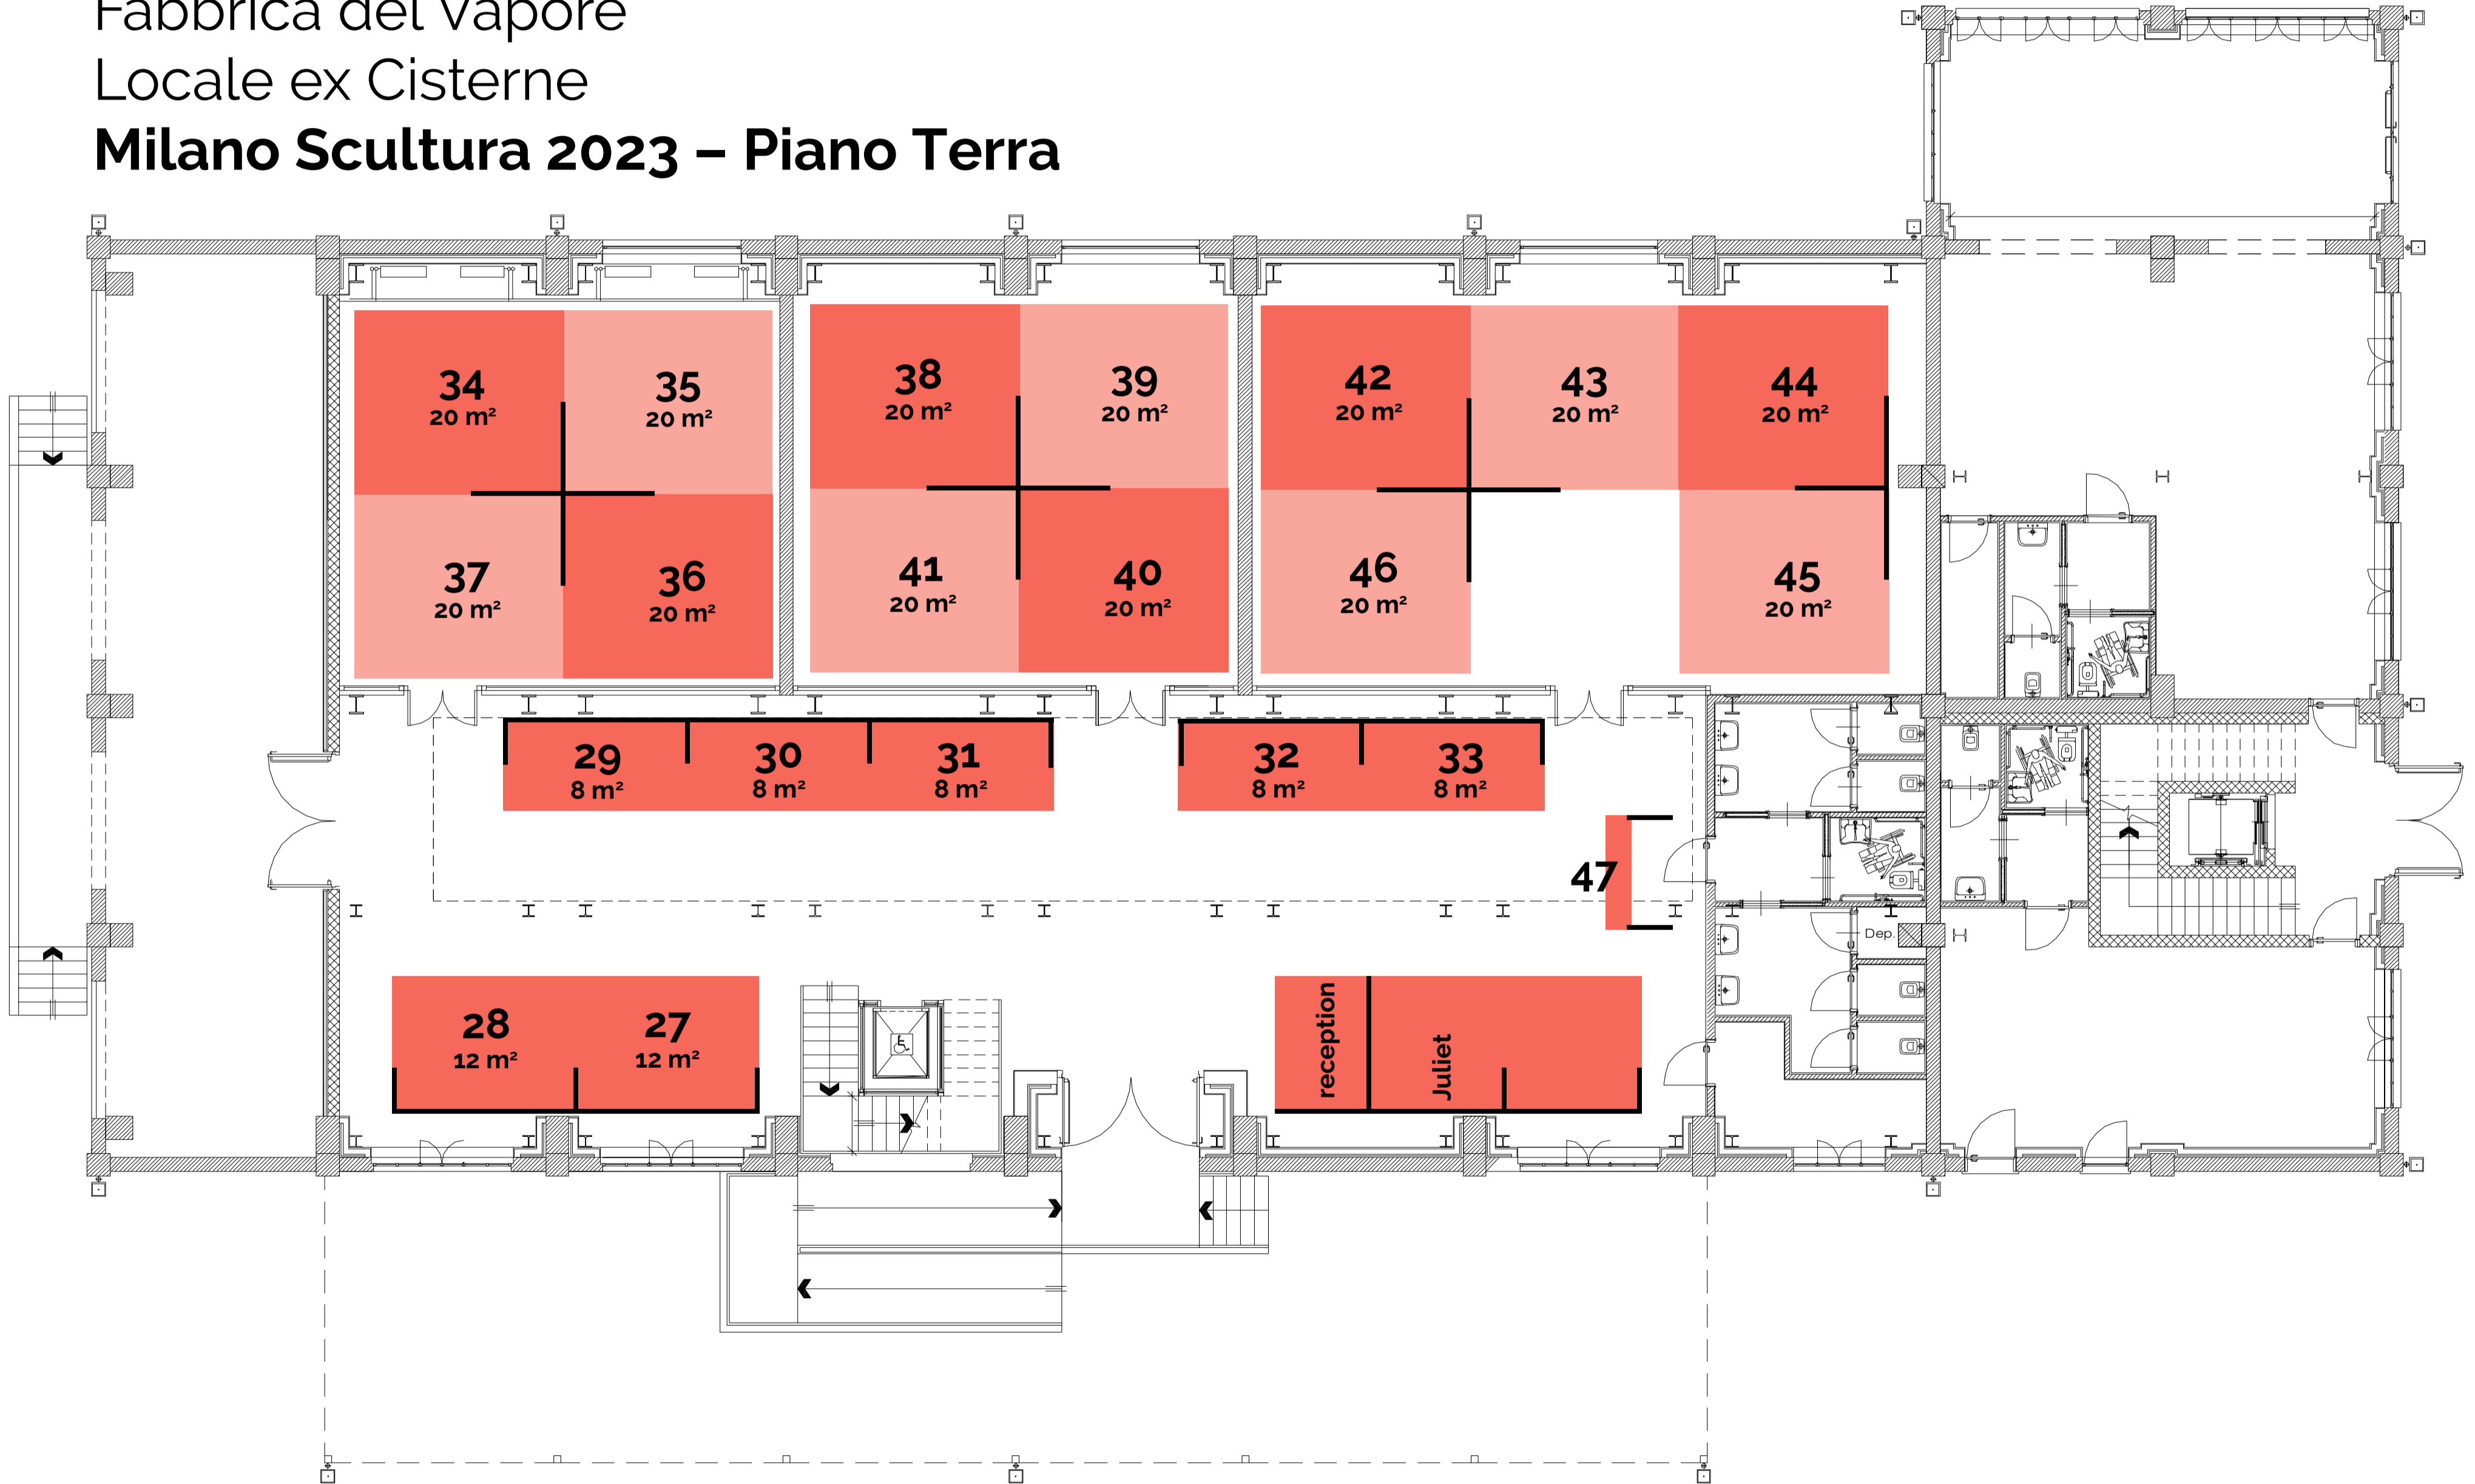 Fabbrica del Vapore
Locale ex Cisterne
Milano Scultura 2023 – Piano Terra
34
20 m²
35
20 m²
38
20 m²
39
20 m²
42
20 m²
43
20 m²
44
20 m²
37
20 m²
36
20 m²
41
20 m²
40
20 m²
46
20 m²
45
20 m²
29
8 m²
30
8 m²
31
8 m²
32
8 m²
33
8 m²
47
Dep.
28
12 m²
27
12 m²
reception
Juliet